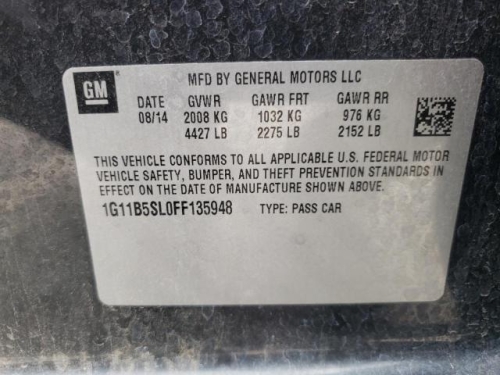 GM
MFD BY GENERAL MOTORS LLC
DATE GVWR GAWR FRT GAWR RR
08/14 2008 KG 1032 KG 976 KG
4427 LB 2275 LB 2152 LB
THIS VEHICLE CONFORMS TO ALL APPLICABLE U.S. FEDERAL MOTOR
VEHICLE SAFETY, BUMPER, AND THEFT PREVENTION STANDARDS IN
EFFECT ON THE DATE OF MANUFACTURE SHOWN ABOVE.
1G11B5SL0FF135948 TYPE: PASS CAR